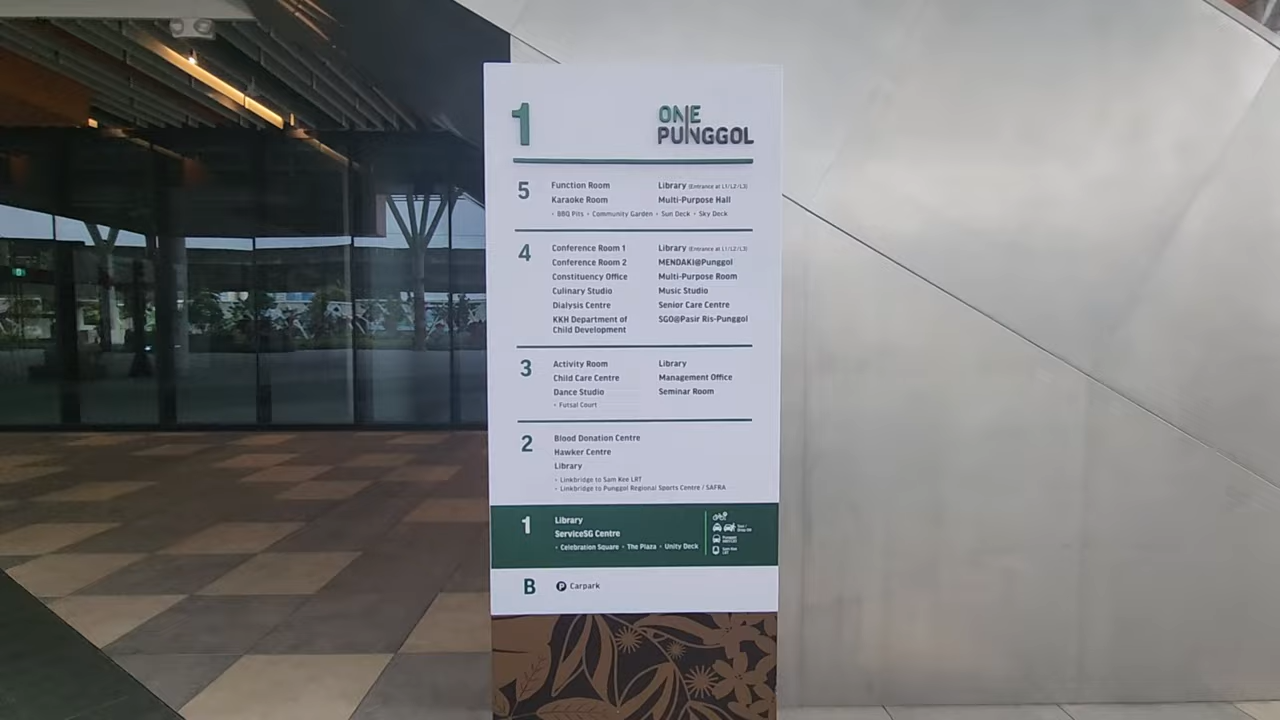 1
ONE
PUNGGOL
5
Function Room
Karaoke Room
• BBQ Pits • Community Garden • Sun Deck • Sky Deck
Library (Entrance at L1/L2/L3)
Multi-Purpose Hall
4
Conference Room 1
Conference Room 2
Constituency Office
Culinary Studio
Dialysis Centre
KKH Department of
Child Development
Library (Entrance at L1/L2/L3)
MENDAKI@Punggol
Multi-Purpose Room
Music Studio
Senior Care Centre
SGO@Pasir Ris-Punggol
3
Activity Room
Child Care Centre
Dance Studio
• Futsal Court
Library
Management Office
Seminar Room
2
Blood Donation Centre
Hawker Centre
Library
• Linkbridge to Sam Kee LRT
• Linkbridge to Punggol Regional Sports Centre / SAFRA
1
Library
ServiceSG Centre
• Celebration Square • The Plaza • Unity Deck
B
P Carpark